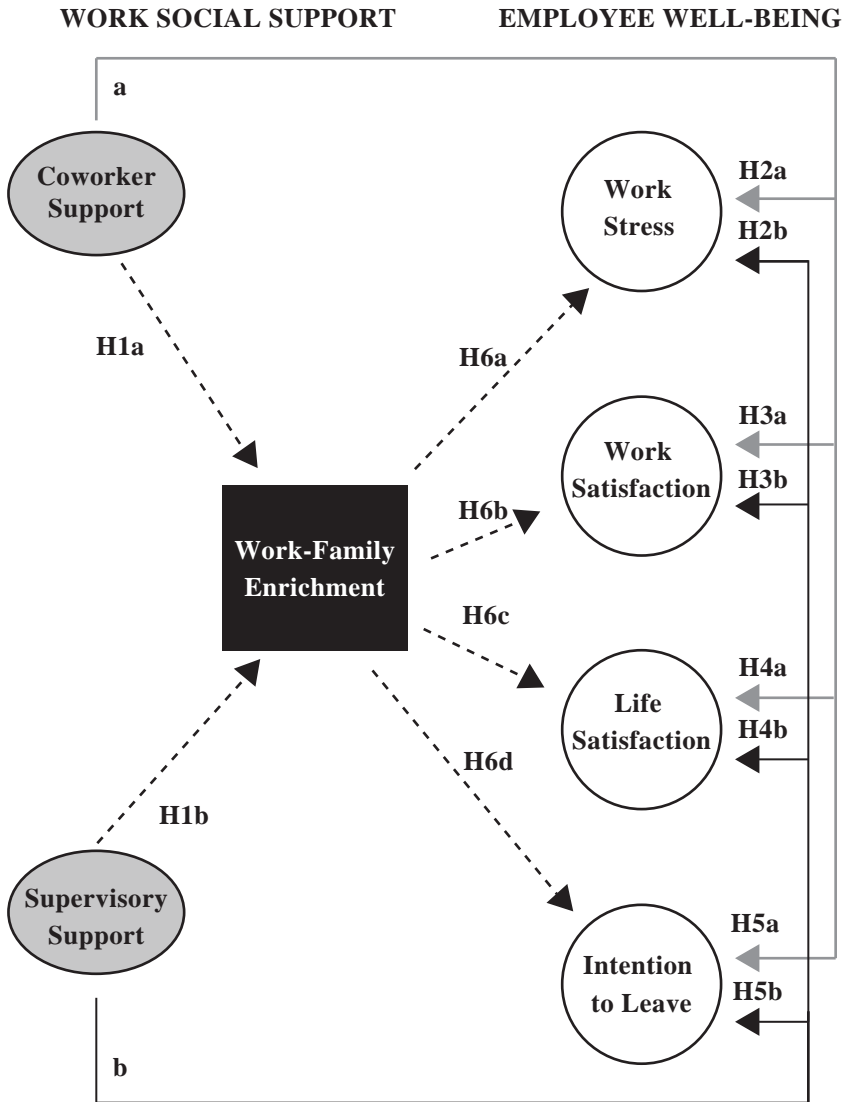 WORK SOCIAL SUPPORT
EMPLOYEE WELL-BEING
a
Coworker
Support
H1a
Work-Family
Enrichment
H1b
Supervisory
Support
b
H6a
H6b
H6c
H6d
Work
Stress
H2a
H2b
Work
Satisfaction
H3a
H3b
Life
Satisfaction
H4a
H4b
Intention
to Leave
H5a
H5b